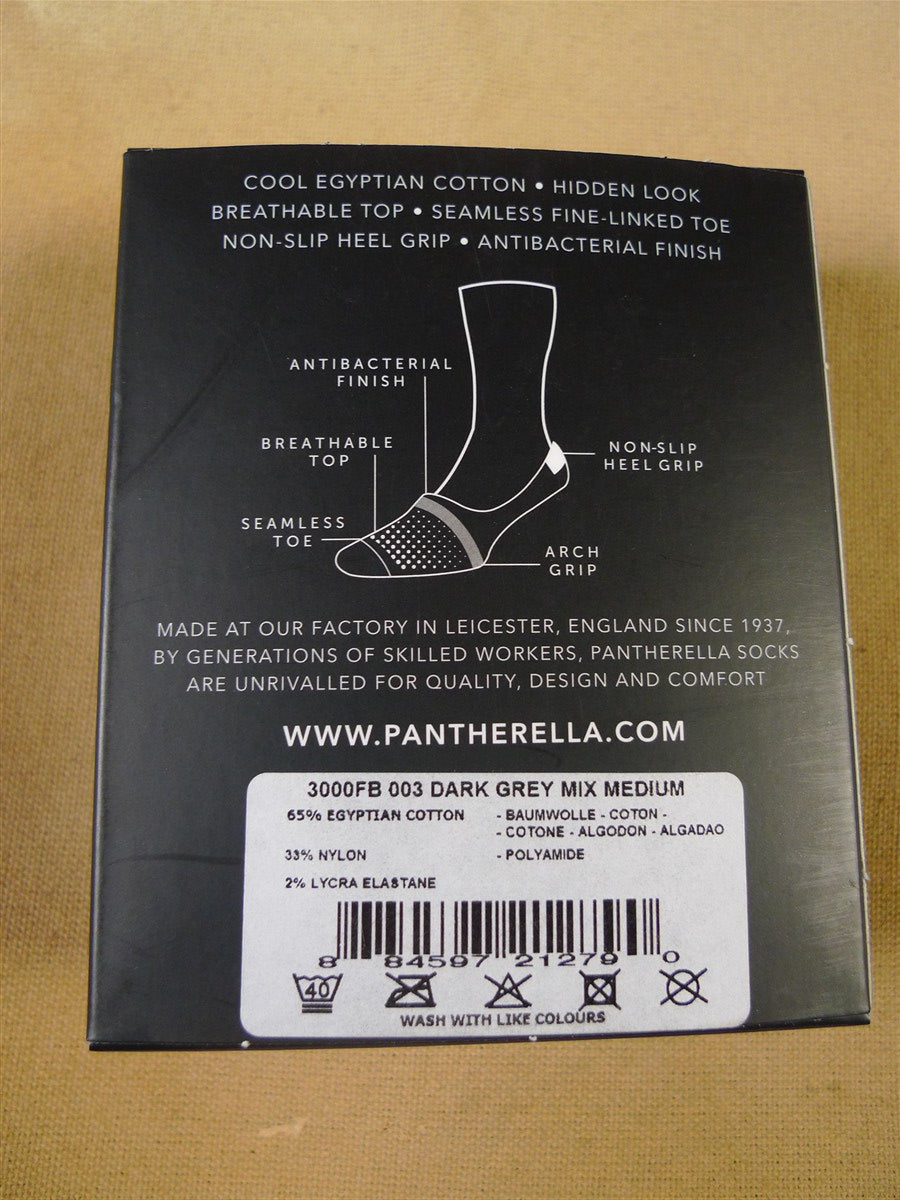 COOL EGYPTIAN COTTON • HIDDEN LOOK
BREATHABLE TOP • SEAMLESS FINE-LINKED TOE
NON-SLIP HEEL GRIP • ANTIBACTERIAL FINISH
ANTIBACTERIAL
FINISH
BREATHABLE
TOP
NON-SLIP
HEEL GRIP
SEAMLESS
TOE
ARCH
GRIP
MADE AT OUR FACTORY IN LEICESTER, ENGLAND SINCE 1937,
BY GENERATIONS OF SKILLED WORKERS, PANTHERELLA SOCKS
ARE UNRIVALLED FOR QUALITY, DESIGN AND COMFORT
WWW.PANTHERELLA.COM
3000FB 003 DARK GREY MIX MEDIUM
65% EGYPTIAN COTTON - BAUMWOLLE - COTON -
- COTONE - ALGODON - ALGADAO
33% NYLON - POLYAMIDE
2% LYCRA ELASTANE
8 84597 21279 0
40
WASH WITH LIKE COLOURS